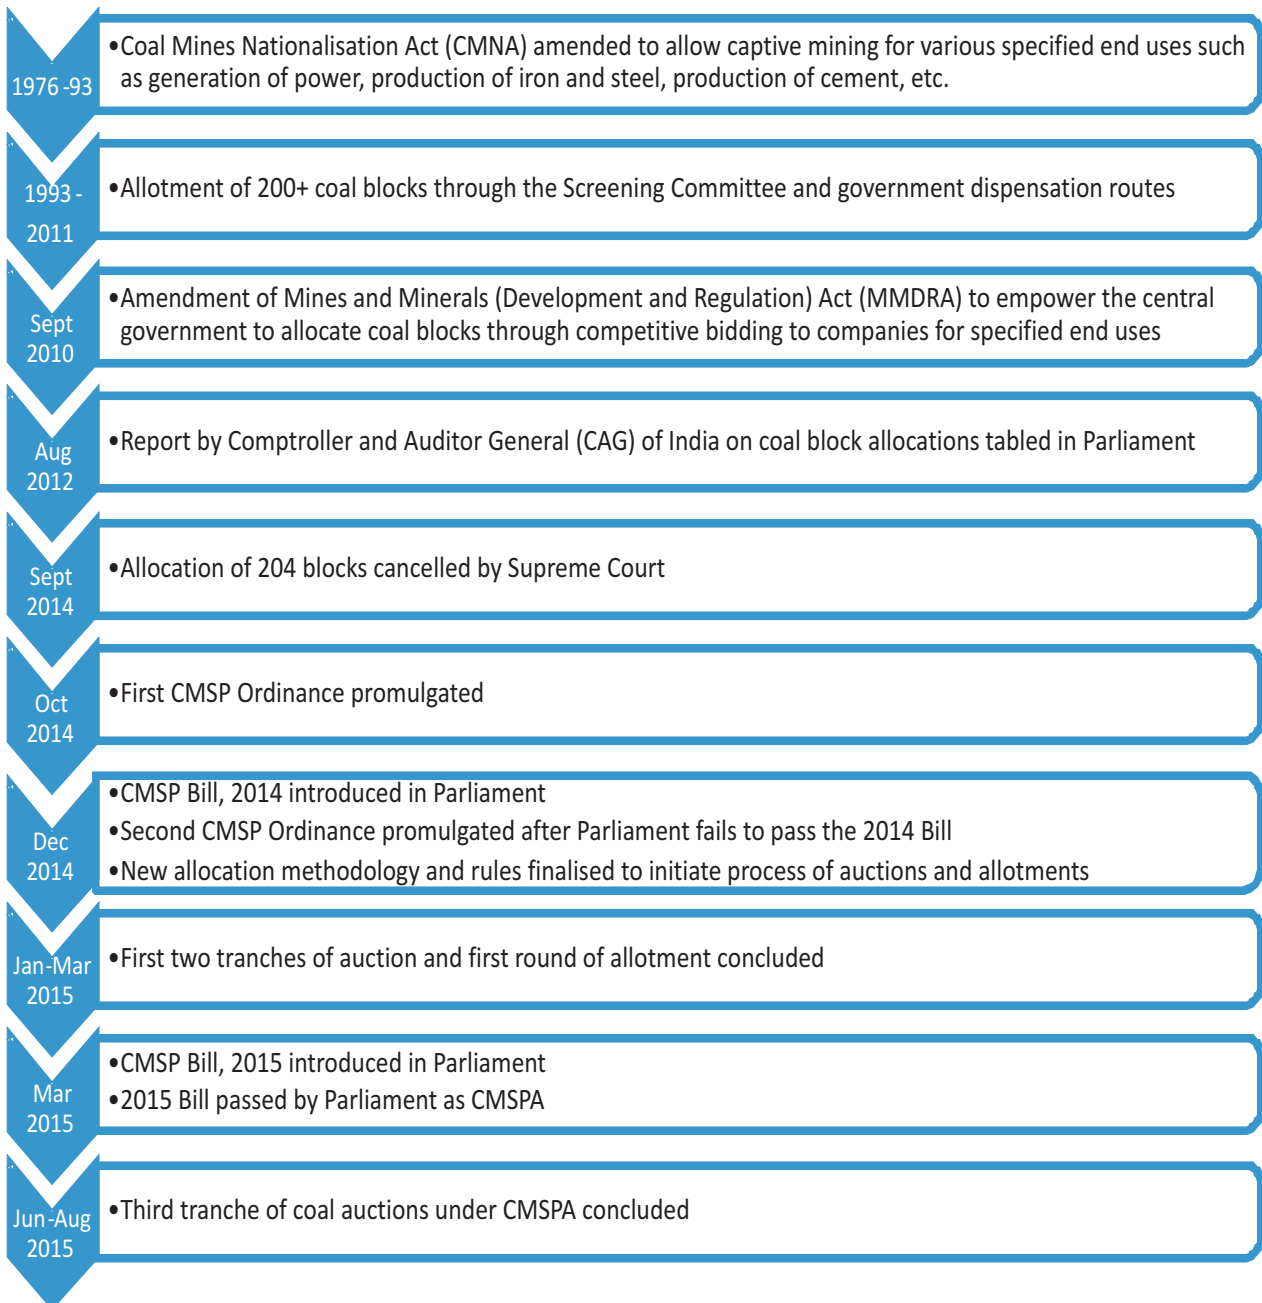 1976 -93
•Coal Mines Nationalisation Act (CMNA) amended to allow captive mining for various specified end uses such
as generation of power, production of iron and steel, production of cement, etc.
1993 -
2011
•Allotment of 200+ coal blocks through the Screening Committee and government dispensation routes
Sept
2010
•Amendment of Mines and Minerals (Development and Regulation) Act (MMDRA) to empower the central
government to allocate coal blocks through competitive bidding to companies for specified end uses
Aug
2012
•Report by Comptroller and Auditor General (CAG) of India on coal block allocations tabled in Parliament
Sept
2014
•Allocation of 204 blocks cancelled by Supreme Court
Oct
2014
•First CMSP Ordinance promulgated
Dec
2014
•CMSP Bill, 2014 introduced in Parliament
•Second CMSP Ordinance promulgated after Parliament fails to pass the 2014 Bill
•New allocation methodology and rules finalised to initiate process of auctions and allotments
Jan-Mar
2015
•First two tranches of auction and first round of allotment concluded
Mar
2015
•CMSP Bill, 2015 introduced in Parliament
•2015 Bill passed by Parliament as CMSPA
Jun-Aug
2015
•Third tranche of coal auctions under CMSPA concluded